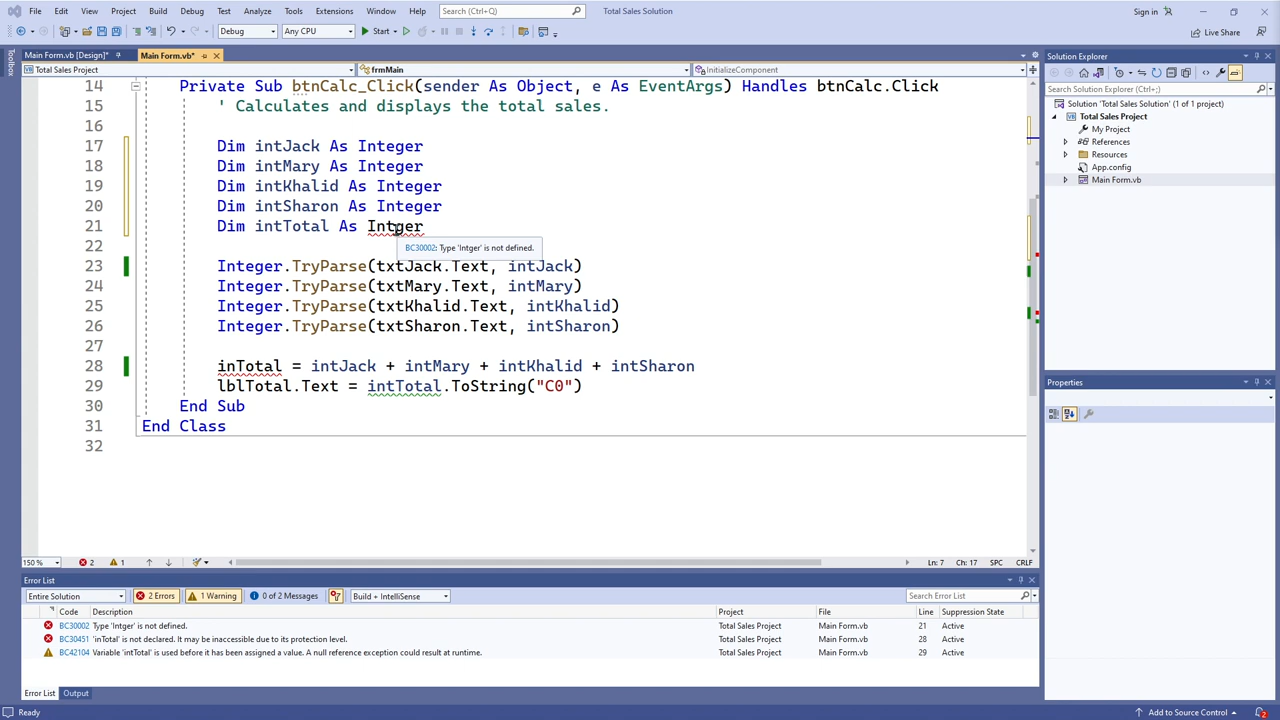 File Edit View Project Build Debug Test Analyze Tools Extensions Window Help Search (Ctrl+Q) Total Sales Solution Sign in
Debug Any CPU Start Live Share
Toolbox
Main Form.vb [Design]* Main Form.vb*
Total Sales Project frmMain InitializeComponent
14 Private Sub btnCalc_Click(sender As Object, e As EventArgs) Handles btnCalc.Click
15 ' Calculates and displays the total sales.
16
17 Dim intJack As Integer
18 Dim intMary As Integer
19 Dim intKhalid As Integer
20 Dim intSharon As Integer
21 Dim intTotal As Intger
BC30002: Type 'Intger' is not defined.
22
23 Integer.TryParse(txtJack.Text, intJack)
24 Integer.TryParse(txtMary.Text, intMary)
25 Integer.TryParse(txtKhalid.Text, intKhalid)
26 Integer.TryParse(txtSharon.Text, intSharon)
27
28 inTotal = intJack + intMary + intKhalid + intSharon
29 lblTotal.Text = intTotal.ToString("C0")
30 End Sub
31 End Class
32
150 % 2 1 Ln: 7 Ch: 17 SPC CRLF
Error List
Entire Solution 2 Errors 1 Warning 0 of 2 Messages Build + IntelliSense Search Error List
Code Description Project File Line Suppression State
BC30002 Type 'Intger' is not defined. Total Sales Project Main Form.vb 21 Active
BC30451 'inTotal' is not declared. It may be inaccessible due to its protection level. Total Sales Project Main Form.vb 28 Active
BC42104 Variable 'intTotal' is used before it has been assigned a value. A null reference exception could result at runtime. Total Sales Project Main Form.vb 29 Active
Error List Output
Solution Explorer
Search Solution Explorer (Ctrl+;)
Solution 'Total Sales Solution' (1 of 1 project)
Total Sales Project
My Project
References
Resources
App.config
Main Form.vb
Properties
Ready Add to Source Control 2